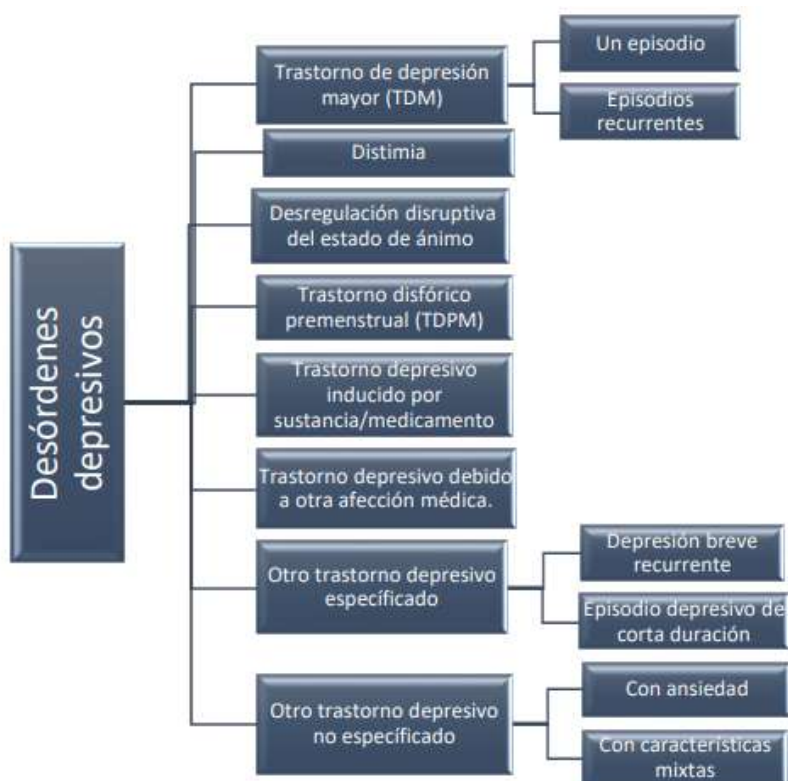 Desórdenes
depresivos
Trastorno de depresión
mayor (TDM)
Un episodio
Episodios
recurrentes
Distimia
Desregulación disruptiva
del estado de ánimo
Trastorno disfórico
premenstrual (TDPM)
Trastorno depresivo
inducido por
sustancia/medicamento
Trastorno depresivo debido
a otra afección médica.
Otro trastorno depresivo
específicado
Depresión breve
recurrente
Episodio depresivo de
corta duración
Otro trastorno depresivo
no específicado
Con ansiedad
Con características
mixtas